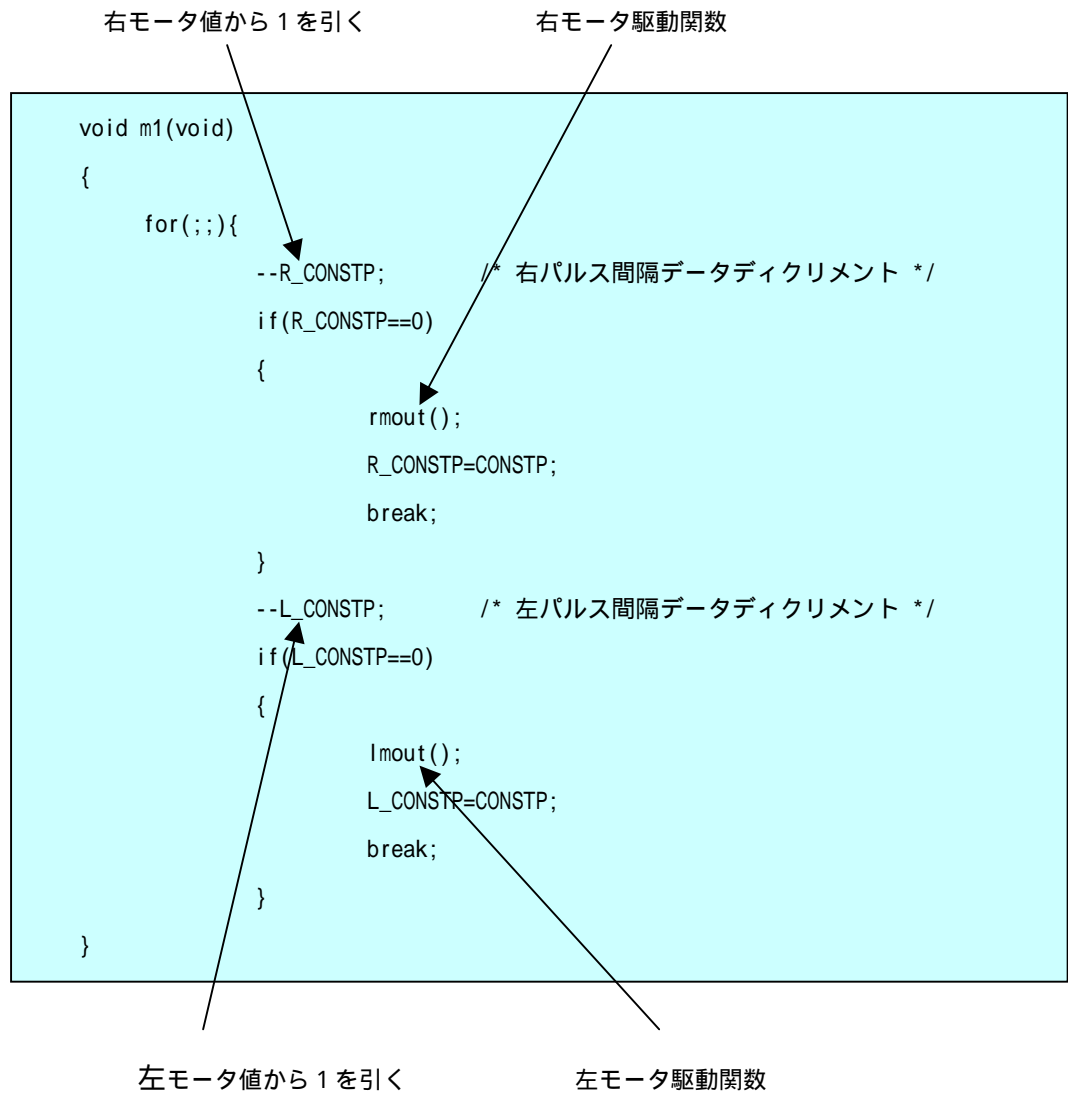 右モータ値から1を引く 右モータ駆動関数
void m1(void)
{
for(;;){
--R_CONSTP; /* 右パルス間隔データディクリメント */
if(R_CONSTP==0)
{
rmout();
R_CONSTP=CONSTP;
break;
}
--L_CONSTP; /* 左パルス間隔データディクリメント */
if(L_CONSTP==0)
{
lmout();
L_CONSTP=CONSTP;
break;
}
}
左モータ値から1を引く 左モータ駆動関数